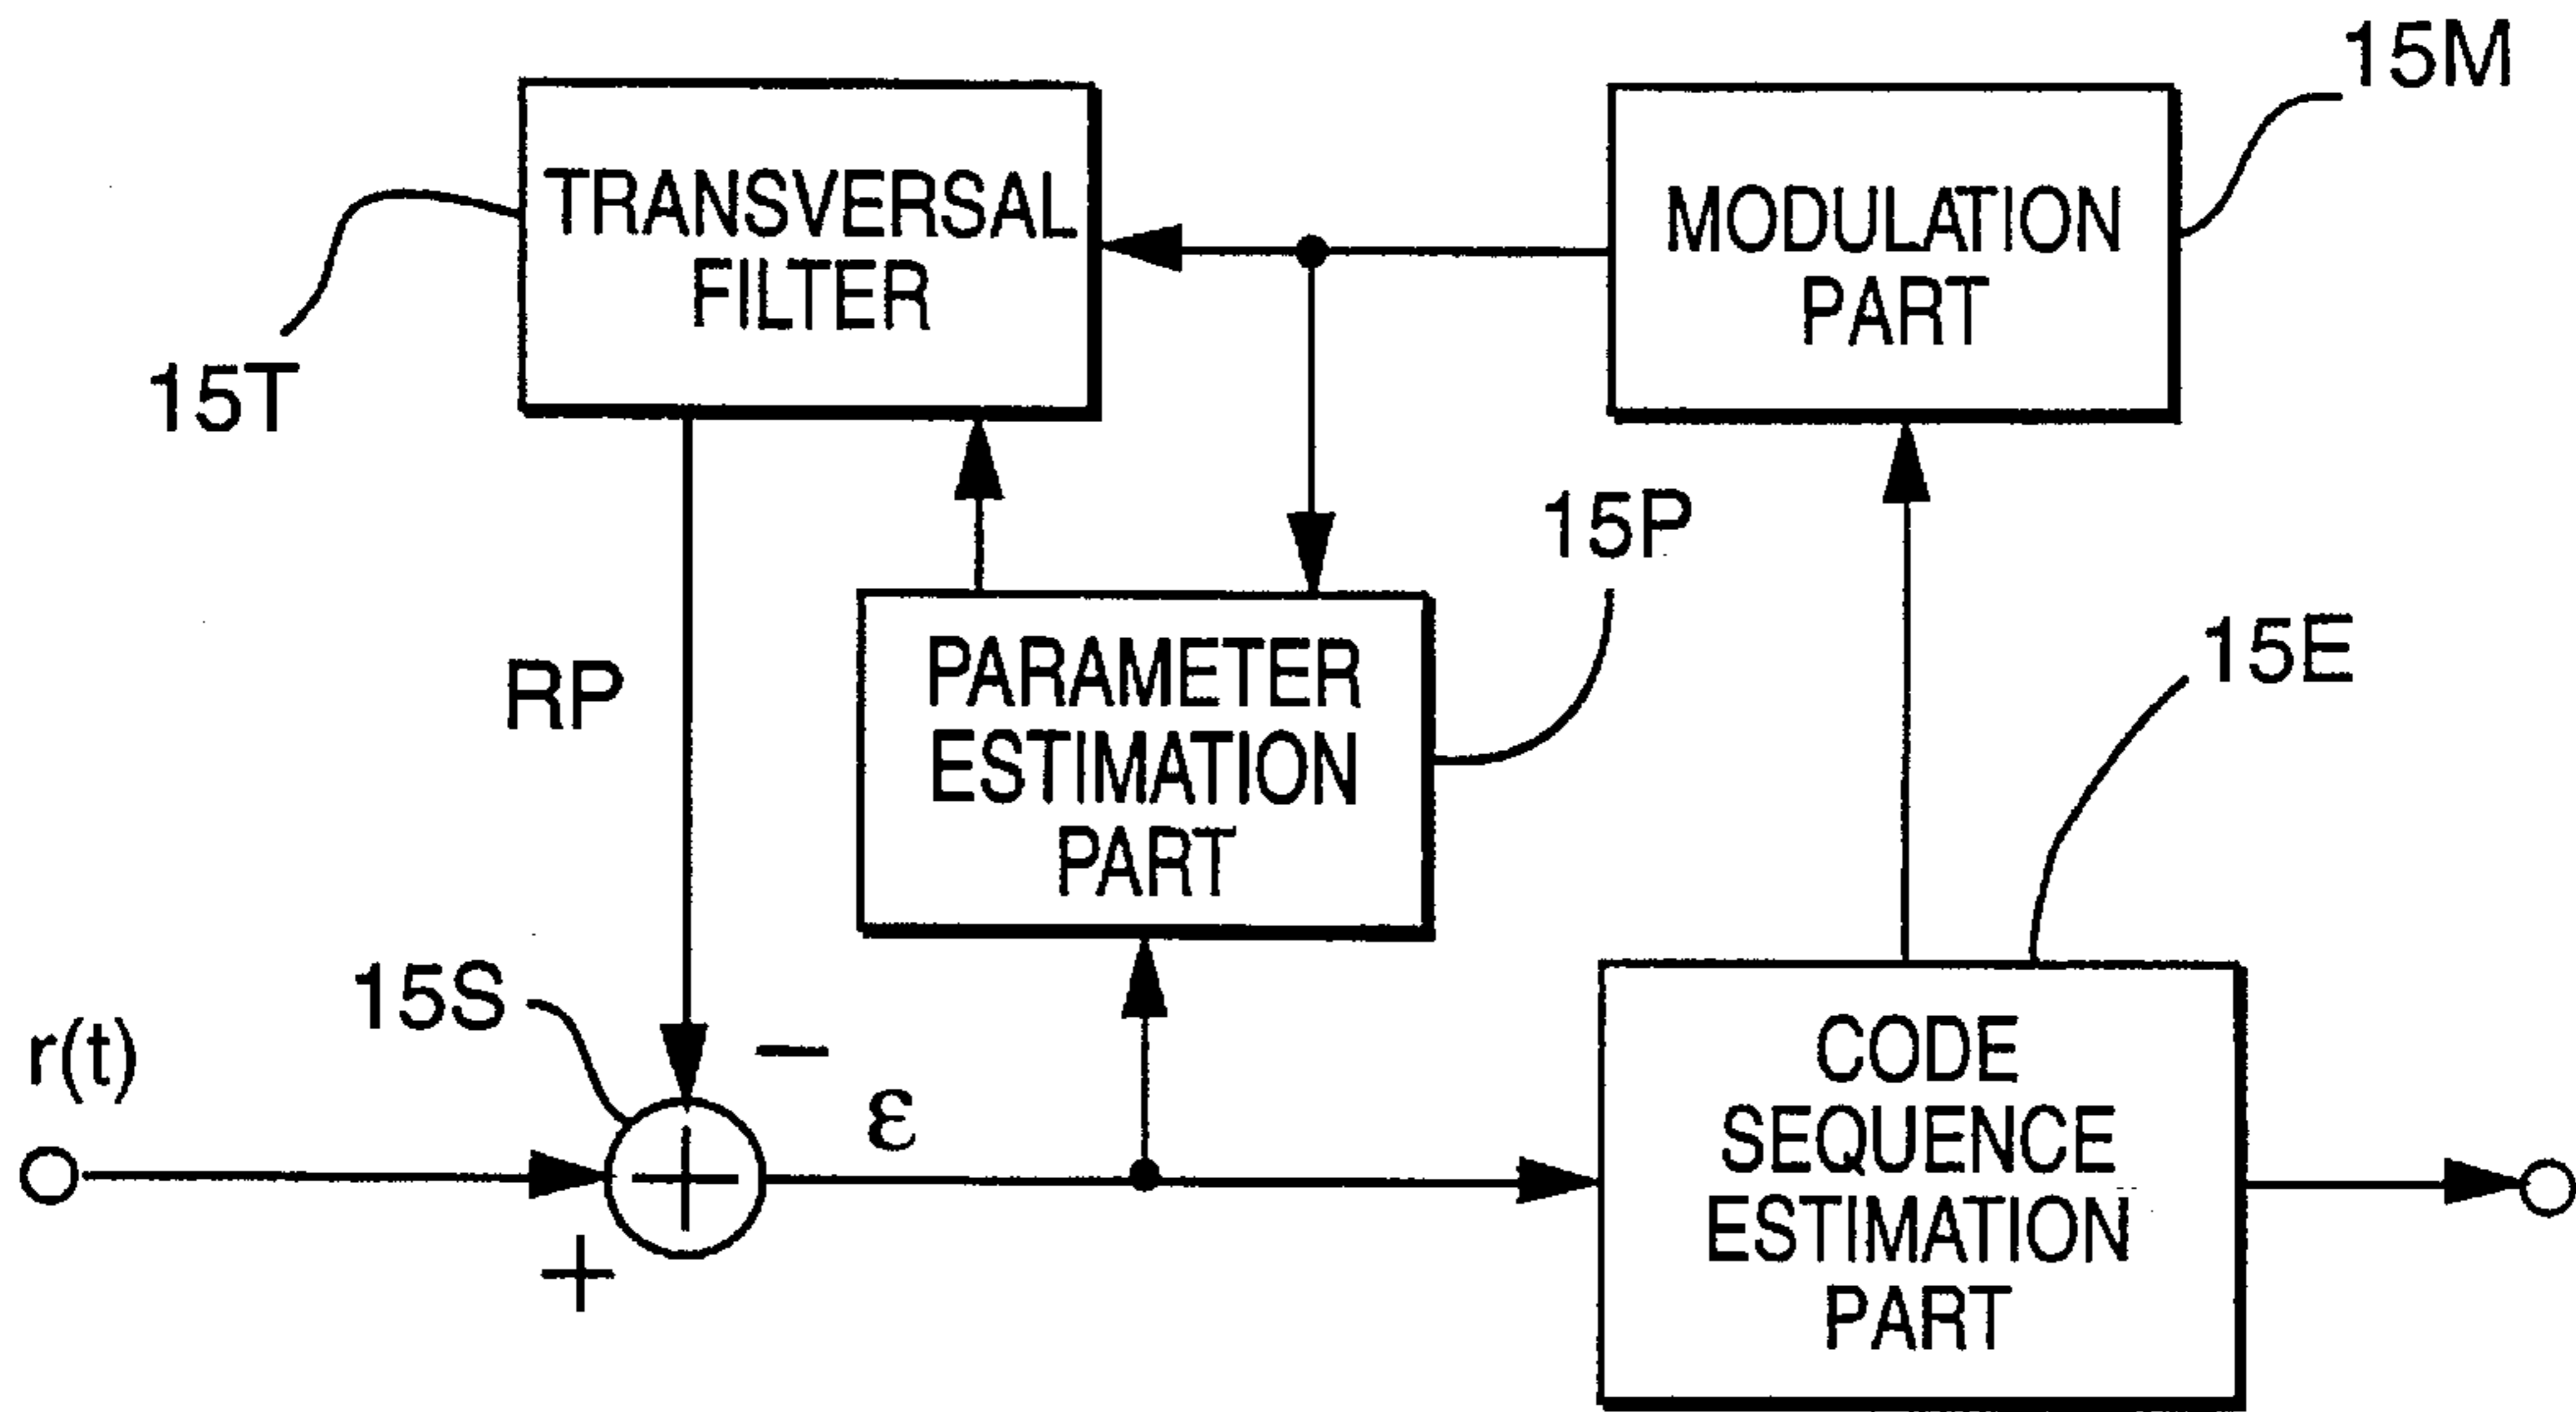 15M
TRANSVERSAL
FILTER
MODULATION
PART
15T
15P
PARAMETER
ESTIMATION
PART
RP
15E
15S
r(t)
−
ε
+
CODE
SEQUENCE
ESTIMATION
PART